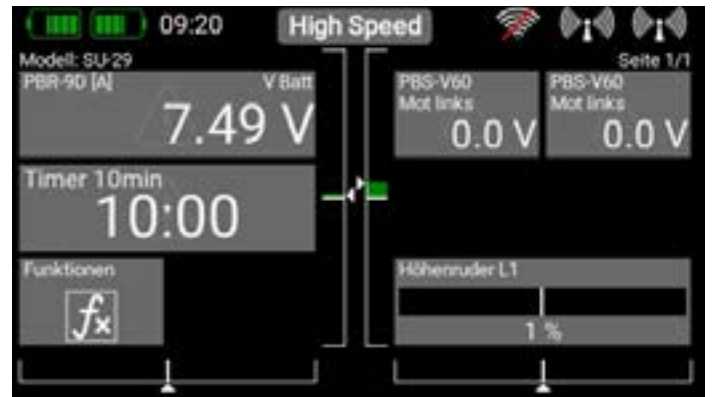 09:20 High Speed
Modell: SU-29 Seite 1/1
PBR-9D [A] V Batt
7.49 V
PBS-V60
Mot links
0.0 V
PBS-V60
Mot links
0.0 V
Timer 10min
10:00
Funktionen
fx
Höhenruder L1
1 %